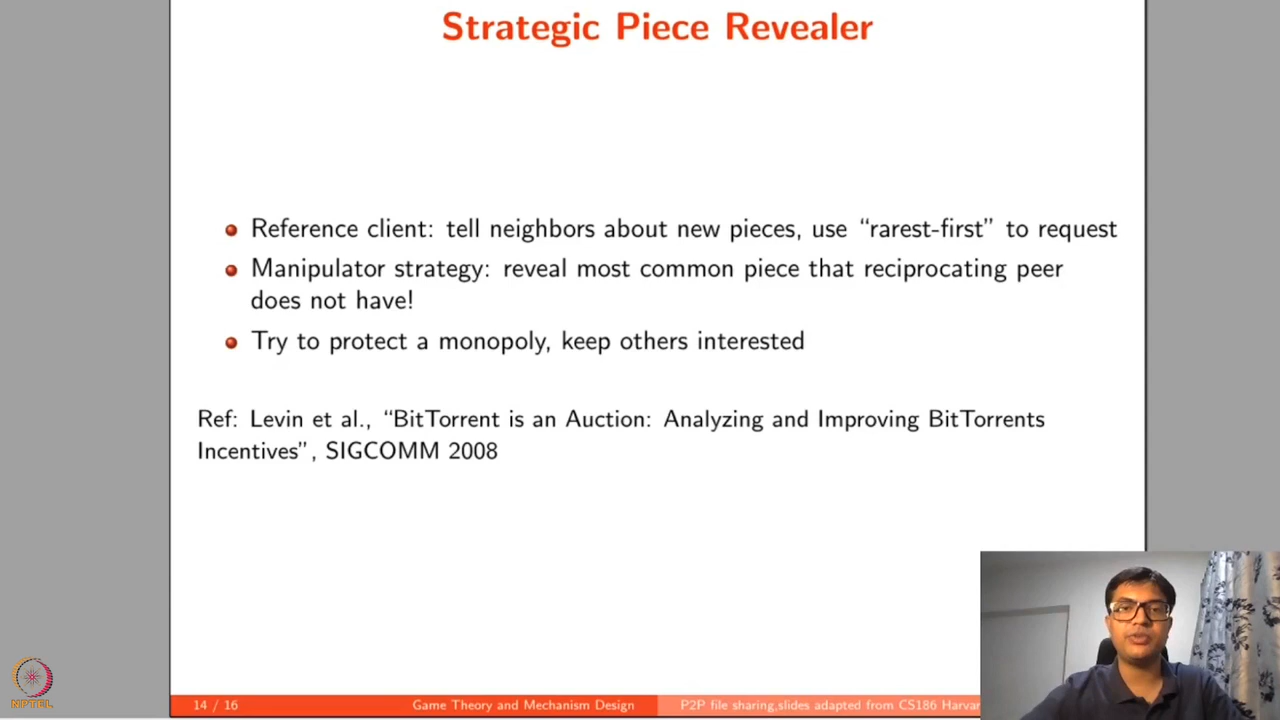 Strategic Piece Revealer
Reference client: tell neighbors about new pieces, use “rarest-first” to request
Manipulator strategy: reveal most common piece that reciprocating peer
does not have!
Try to protect a monopoly, keep others interested
Ref: Levin et al., “BitTorrent is an Auction: Analyzing and Improving BitTorrents
Incentives”, SIGCOMM 2008
NPTEL
14 / 16 Game Theory and Mechanism Design P2P file sharing,slides adapted from CS186 Harvar